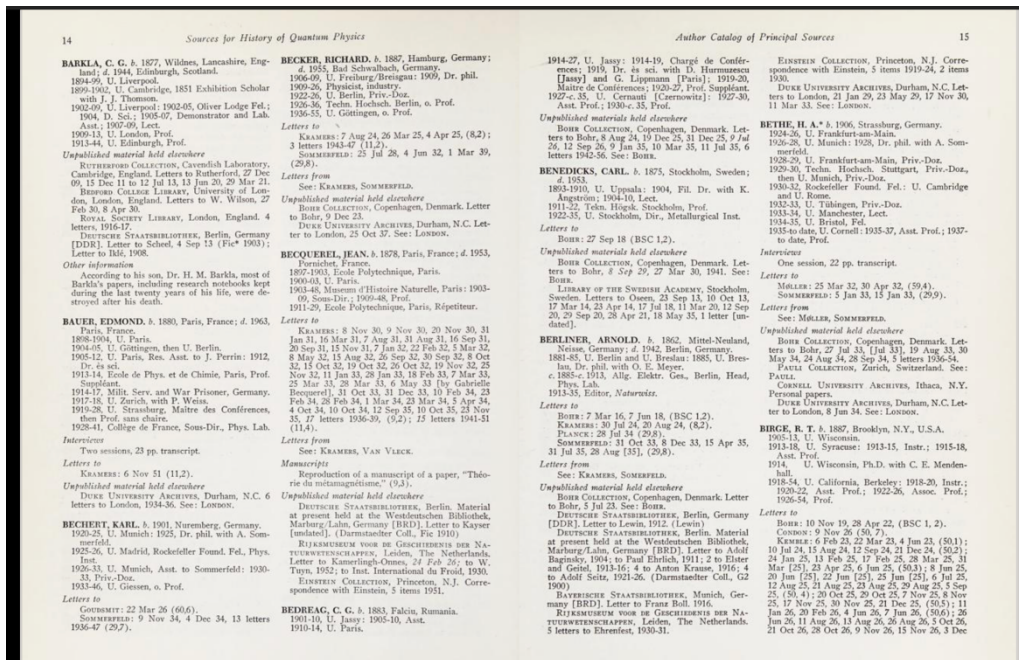 14
Sources for History of Quantum Physics
BARKLA, C. G. b. 1877, Wildnes, Lancashire, Eng-
land; d. 1944, Edinburgh, Scotland.
1894-99, U. Liverpool.
1899-1902, U. Cambridge, 1851 Exhibition Scholar
with J. J. Thomson.
1902-09, U. Liverpool: 1902-05, Oliver Lodge Fel.;
1904, D. Sci.; 1905-07, Demonstrator and Lab.
Asst.; 1907-09, Lect.
1909-13, U. London, Prof.
1913-44, U. Edinburgh, Prof.
Unpublished material held elsewhere
RUTHERFORD COLLECTION, Cavendish Laboratory,
Cambridge, England. Letters to Rutherford, 27 Dec
09, 15 Dec 11 to 12 Jul 13, 13 Jun 20, 29 Mar 21.
BEDFORD COLLEGE LIBRARY, University of Lon-
don, London, England. Letters to W. Wilson, 27
Feb 30, 8 Apr 30.
ROYAL SOCIETY LIBRARY, London, England. 4
letters, 1916-17.
DEUTSCHE STAATSBIBLIOTHEK, Berlin, Germany
[DDR]. Letter to Scheel, 4 Sep 13 (Fic* 1903);
Letter to Iklé, 1908.
Other information
According to his son, Dr. H. M. Barkla, most of
Barkla's papers, including research notebooks kept
during the last twenty years of his life, were de-
stroyed after his death.
BAUER, EDMOND. b. 1880, Paris, France; d. 1963,
Paris, France.
1898-1904, U. Paris.
1904-05, U. Göttingen, then U. Berlin.
1905-12, U. Paris, Res. Asst. to J. Perrin: 1912,
Dr. ès sci.
1913-14, Ecole de Phys. et de Chimie, Paris, Prof.
Suppléant.
1914-17, Milit. Serv. and War Prisoner, Germany.
1917-18, U. Zurich, with P. Weiss.
1919-28, U. Strassburg, Maître des Conférences,
then Prof. sans chaire.
1928-41, Collège de France, Sous-Dir., Phys. Lab.
Interviews
Two sessions, 23 pp. transcript.
Letters to
KRAMERS: 6 Nov 51 (11,2).
Unpublished material held elsewhere
DUKE UNIVERSITY ARCHIVES, Durham, N.C. 6
letters to London, 1934-36. See: LONDON.
BECHERT, KARL. b. 1901, Nuremberg, Germany.
1920-25, U. Munich: 1925, Dr. phil. with A. Som-
merfeld.
1925-26, U. Madrid, Rockefeller Found. Fel., Phys.
Inst.
1926-33, U. Munich, Asst. to Sommerfeld: 1930-
33, Priv.-Doz.
1933-46, U. Giessen, o. Prof.
Letters to
GOUDSMIT: 22 Mar 26 (60,6).
SOMMERFELD: 9 Nov 34, 4 Dec 34, 13 letters
1936-47 (29,7).
BECKER, RICHARD. b. 1887, Hamburg, Germany;
d. 1955, Bad Schwalbach, Germany.
1906-09, U. Freiburg/Breisgau: 1909, Dr. phil.
1909-26, Physicist, industry.
1922-26, U. Berlin, Priv.-Doz.
1926-36, Techn. Hochsch. Berlin, o. Prof.
1936-55, U. Göttingen, o. Prof.
Letters to
KRAMERS: 7 Aug 24, 26 Mar 25, 4 Apr 25, (8,2);
3 letters 1943-47 (11,2).
SOMMERFELD: 25 Jul 28, 4 Jun 32, 1 Mar 39,
(29,8).
Letters from
See: KRAMERS, SOMMERFELD.
Unpublished material held elsewhere
BOHR COLLECTION, Copenhagen, Denmark. Letter
to Bohr, 9 Dec 23.
DUKE UNIVERSITY ARCHIVES, Durham, N.C. Let-
ter to London, 25 Oct 37. See: LONDON.
BECQUEREL, JEAN. b. 1878, Paris, France; d. 1953,
Pornichet, France.
1897-1903, Ecole Polytechnique, Paris.
1900-03, U. Paris.
1903-48, Museum d'Histoire Naturelle, Paris: 1903-
09, Sous-Dir.; 1909-48, Prof.
1911-29, Ecole Polytechnique, Paris, Répetiteur.
Letters to
KRAMERS: 8 Nov 30, 9 Nov 30, 20 Nov 30, 31
Jan 31, 16 Mar 31, 7 Aug 31, 31 Aug 31, 16 Sep 31,
20 Sep 31, 15 Nov 31, 7 Jan 32, 22 Feb 32, 5 Mar 32,
8 May 32, 15 Aug 32, 26 Sep 32, 30 Sep 32, 8 Oct
32, 15 Oct 32, 19 Oct 32, 26 Oct 32, 19 Nov 32, 25
Nov 32, 11 Jan 33, 28 Jan 33, 18 Feb 33, 7 Mar 33,
25 Mar 33, 28 Mar 33, 6 May 33 [by Gabrielle
Becquerel], 31 Oct 33, 31 Dec 33, 10 Feb 34, 23
Feb 34, 28 Feb 34, 1 Mar 34, 23 Mar 34, 5 Apr 34,
4 Oct 34, 10 Oct 34, 12 Sep 35, 10 Oct 35, 23 Nov
35, 17 letters 1936-39, (9,2); 15 letters 1941-51
(11,4).
Letters from
See: KRAMERS, VAN VLECK.
Manuscripts
Reproduction of a manuscript of a paper, "Théo-
rie du métamagnétisme," (9,3).
Unpublished material held elsewhere
DEUTSCHE STAATSBIBLIOTHEK, Berlin. Material
at present held at the Westdeutschen Bibliothek,
Marburg/Lahn, Germany [BRD]. Letter to Kayser
[undated]. (Darmstaedter Coll., Fic 1910)
RIJKSMUSEUM VOOR DE GESCHIEDENIS DER NA-
TUURWETENSCHAPPEN, Leiden, The Netherlands.
Letter to Kamerlingh-Onnes, 24 Feb 26; to W.
Tuyn, 1952; to Inst. International du Froid, 1930.
EINSTEIN COLLECTION, Princeton, N.J. Corre-
spondence with Einstein, 5 items 1951.
BEDREAG, C. G. b. 1883, Falciu, Rumania.
1901-10, U. Jassy: 1905-10, Asst.
1910-14, U. Paris.
Author Catalog of Principal Sources
15
1914-27, U. Jassy: 1914-19, Chargé de Confér-
ences; 1919, Dr. ès sci. with D. Hurmuzescu
[Jassy] and G. Lippmann [Paris]; 1919-20,
Maître de Conférences; 1920-27, Prof. Suppléant.
1927-c.35, U. Cernauti [Czernowitz]: 1927-30,
Asst. Prof.; 1930-c.35, Prof.
Unpublished materials held elsewhere
BOHR COLLECTION, Copenhagen, Denmark. Let-
ters to Bohr, 8 Aug 24, 19 Dec 25, 31 Dec 25, 9 Jul
26, 12 Sep 26, 9 Jan 35, 10 Mar 35, 11 Jul 35, 6
letters 1942-56. See: BOHR.
BENEDICKS, CARL. b. 1875, Stockholm, Sweden;
d. 1953.
1893-1910, U. Uppsala: 1904, Fil. Dr. with K.
Ångström; 1904-10, Lect.
1911-22, Tekn. Högsk. Stockholm, Prof.
1922-35, U. Stockholm, Dir., Metallurgical Inst.
Letters to
BOHR: 27 Sep 18 (BSC 1,2).
Unpublished materials held elsewhere
BOHR COLLECTION, Copenhagen, Denmark. Let-
ters to Bohr, 8 Sep 29, 27 Mar 30, 1941. See:
BOHR.
LIBRARY OF THE SWEDISH ACADEMY, Stockholm,
Sweden. Letters to Oseen, 23 Sep 13, 10 Oct 13,
17 Mar 14, 23 Apr 14, 17 Jul 18, 11 Mar 20, 12 Sep
20, 29 Sep 20, 28 Apr 21, 18 May 35, 1 letter [un-
dated].
BERLINER, ARNOLD. b. 1862, Mittel-Neuland,
Neisse, Germany; d. 1942, Berlin, Germany.
1881-85, U. Berlin and U. Breslau: 1885, U. Bres-
lau, Dr. phil. with O. E. Meyer.
c.1885-c.1913, Allg. Elektr. Ges., Berlin, Head,
Phys. Lab.
1913-35, Editor, Naturwiss.
Letters to
BOHR: 7 Mar 16, 7 Jun 18, (BSC 1,2).
KRAMERS: 30 Jul 24, 20 Aug 24, (8,2).
PLANCK: 28 Jul 34 (29,8).
SOMMERFELD: 31 Oct 33, 8 Dec 33, 15 Apr 35,
31 Jul 35, 28 Aug [35], (29,8).
Letters from
See: KRAMERS, SOMERFELD.
Unpublished material held elsewhere
BOHR COLLECTION, Copenhagen, Denmark. Letter
to Bohr, 5 Jul 23. See: BOHR.
DEUTSCHE STAATSBIBLIOTHEK, Berlin, Germany
[DDR]. Letter to Lewin, 1912. (Lewin)
DEUTSCHE STAATSBIBLIOTHEK, Berlin. Material
at present held at the Westdeutschen Bibliothek,
Marburg/Lahn, Germany [BRD]. Letter to Adolf
Baginsky, 1904; to Paul Ehrlich, 1911; 2 to Elster
and Geitel, 1913-16; 4 to Anton Krause, 1916; 4
to Adolf Seitz, 1921-26. (Darmstaedter Coll., G2
1900)
BAYERISCHE STAATSBIBLIOTHEK, Munich, Ger-
many [BRD]. Letter to Franz Boll. 1916.
RIJKSMUSEUM VOOR DE GESCHIEDENIS DER NA-
TUURWETENSCHAPPEN, Leiden, The Netherlands.
5 letters to Ehrenfest, 1930-31.
EINSTEIN COLLECTION, Princeton, N.J. Corre-
spondence with Einstein, 5 items 1919-24, 2 items
1930.
DUKE UNIVERSITY ARCHIVES, Durham, N.C. Let-
ters to London, 21 Jan 29, 23 May 29, 17 Nov 30,
11 Mar 33. See: LONDON.
BETHE, H. A.* b. 1906, Strassburg, Germany.
1924-26, U. Frankfurt-am-Main.
1926-28, U. Munich: 1928, Dr. phil. with A. Som-
merfeld.
1928-29, U. Frankfurt-am-Main, Priv.-Doz.
1929-30, Techn. Hochsch. Stuttgart, Priv.-Doz.,
then U. Munich, Priv.-Doz.
1930-32, Rockefeller Found. Fel.: U. Cambridge
and U. Rome.
1932-33, U. Tübingen, Priv.-Doz.
1933-34, U. Manchester, Lect.
1934-35, U. Bristol, Fel.
1935-to date, U. Cornell: 1935-37, Asst. Prof.; 1937-
to date, Prof.
Interviews
One session, 22 pp. transcript.
Letters to
MØLLER: 25 Mar 32, 30 Apr 32, (59,4).
SOMMERFELD: 5 Jan 33, 15 Jan 33, (29,9).
Letters from
See: MØLLER, SOMMERFELD.
Unpublished material held elsewhere
BOHR COLLECTION, Copenhagen, Denmark. Let-
ters to Bohr, 27 Jul 33, [Jul 33], 19 Aug 33, 30
May 34, 24 Aug 34, 28 Sep 34, 5 letters 1936-54.
PAULI COLLECTION, Zurich, Switzerland. See:
PAULI.
CORNELL UNIVERSITY ARCHIVES, Ithaca, N.Y.
Personal papers.
DUKE UNIVERSITY ARCHIVES, Durham, N.C. Let-
ter to London, 8 Jun 34. See: LONDON.
BIRGE, R. T. b. 1887, Brooklyn, N.Y., U.S.A.
1905-13, U. Wisconsin.
1913-18, U. Syracuse: 1913-15, Instr.; 1915-18,
Asst. Prof.
1914, U. Wisconsin, Ph.D. with C. E. Menden-
hall.
1918-54, U. California, Berkeley: 1918-20, Instr.;
1920-22, Asst. Prof.; 1922-26, Assoc. Prof.;
1926-54, Prof.
Letters to
BOHR: 10 Nov 19, 28 Apr 22, (BSC 1, 2).
LONDON: 9 Nov 26 (50, 7).
KEMBLE: 6 Feb 23, 22 Mar 23, 4 Jun 23, (50,1);
10 Jul 24, 15 Aug 24, 12 Sep 24, 21 Dec 24, (50,2);
24 Jan 25, 13 Feb 25, 17 Feb 25, 28 Mar 25, 31
Mar [25], 23 Apr 25, 6 Jun 25, (50,3); 8 Jun 25,
20 Jun [25], 22 Jun [25], 25 Jun [25], 6 Jul 25,
12 Aug 25, 21 Aug 25, 23 Aug 25, 29 Aug 25, 5 Sep
25, (50, 4); 20 Oct 25, 29 Oct 25, 7 Nov 25, 8 Nov
25, 17 Nov 25, 30 Nov 25, 21 Dec 25, (50,5); 11
Jan 26, 20 Feb 26, 4 Jun 26, 7 Jun 26, (50,6); 26
Jun 26, 11 Aug 26, 13 Aug 26, 26 Aug 26, 5 Oct 26,
21 Oct 26, 28 Oct 26, 9 Nov 26, 15 Nov 26, 3 Dec